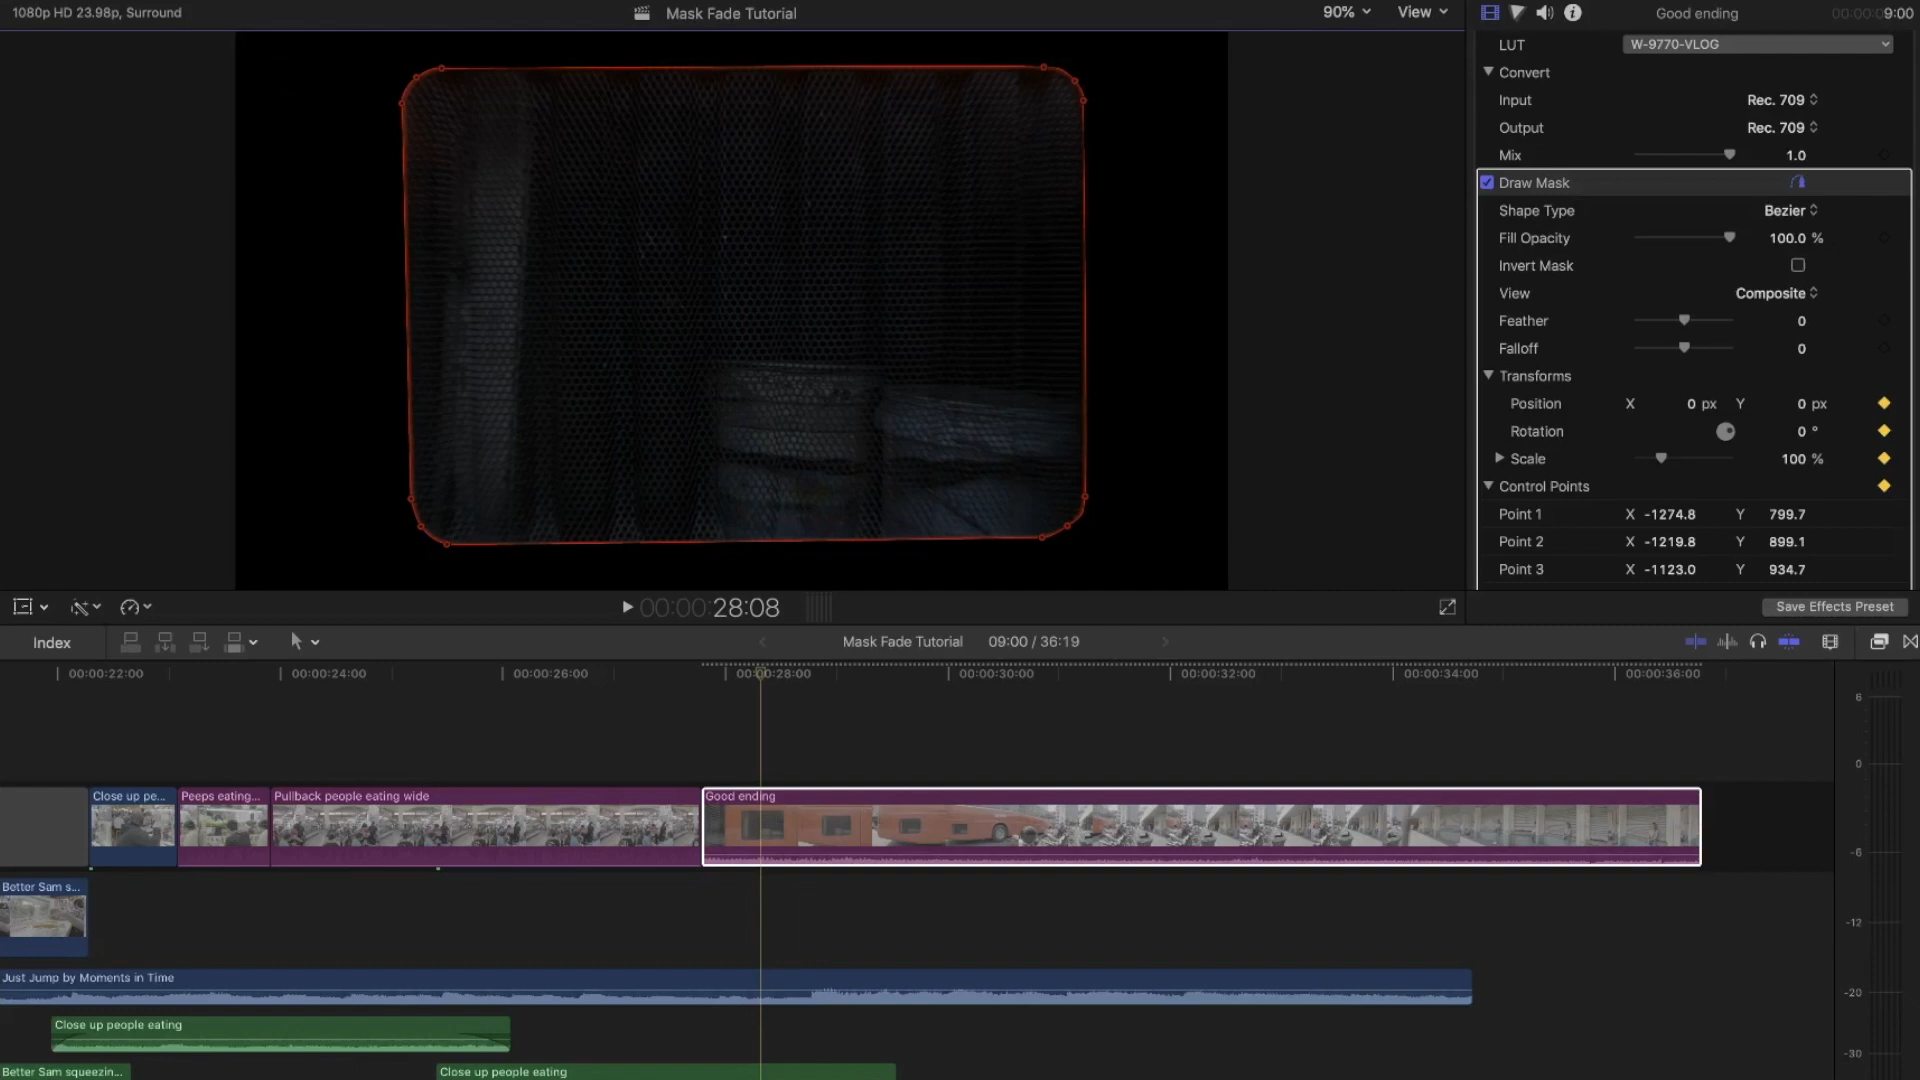 1080p HD 23.98p, Surround
Mask Fade Tutorial
90%
View
Good ending
00:00:09:00
LUT
W-9770-VLOG
Convert
Input
Rec. 709
Output
Rec. 709
Mix
1.0
Draw Mask
Shape Type
Bezier
Fill Opacity
100.0 %
Invert Mask
View
Composite
Feather
0
Falloff
0
Transforms
Position X 0 px Y 0 px
Rotation
0 °
Scale
100 %
Control Points
Point 1 X -1274.8 Y 799.7
Point 2 X -1219.8 Y 899.1
Point 3 X -1123.0 Y 934.7
00:00:28:08
Save Effects Preset
Index
Mask Fade Tutorial
09:00 / 36:19
00:00:22:00
00:00:24:00
00:00:26:00
00:00:28:00
00:00:30:00
00:00:32:00
00:00:34:00
00:00:36:00
6
0
-6
-12
-20
-30
Close up pe...
Peeps eating...
Pullback people eating wide
Good ending
Better Sam s...
Just Jump by Moments in Time
Close up people eating
Better Sam squeezin...
Close up people eating